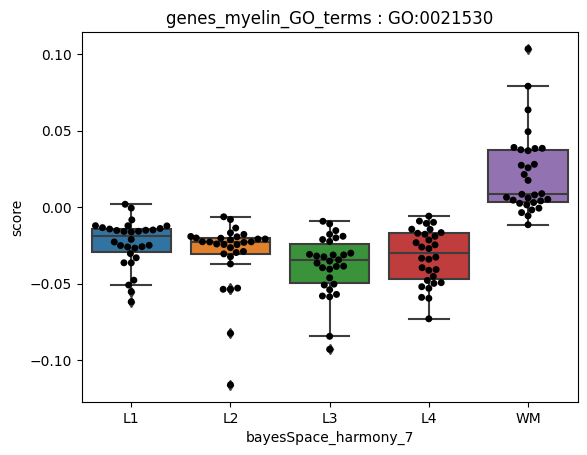 genes_myelin_GO_terms : GO:0021530
score
0.10
0.05
0.00
−0.05
−0.10
L1 L2 L3 L4 WM
bayesSpace_harmony_7